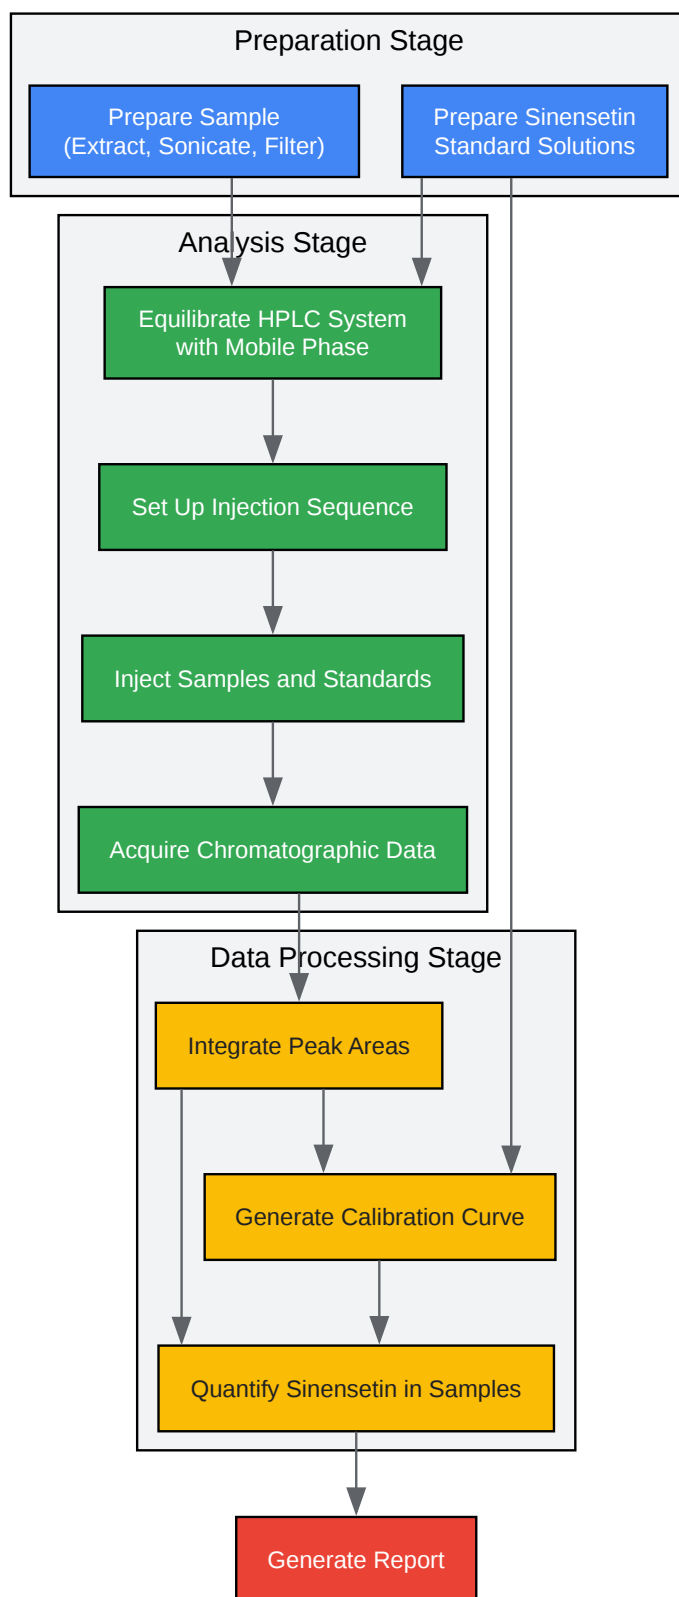 Preparation Stage
Prepare Sample
(Extract, Sonicate, Filter)
Prepare Sinensetin
Standard Solutions
Analysis Stage
Equilibrate HPLC System
with Mobile Phase
Set Up Injection Sequence
Inject Samples and Standards
Acquire Chromatographic Data
Data Processing Stage
Integrate Peak Areas
Generate Calibration Curve
Quantify Sinensetin in Samples
Generate Report